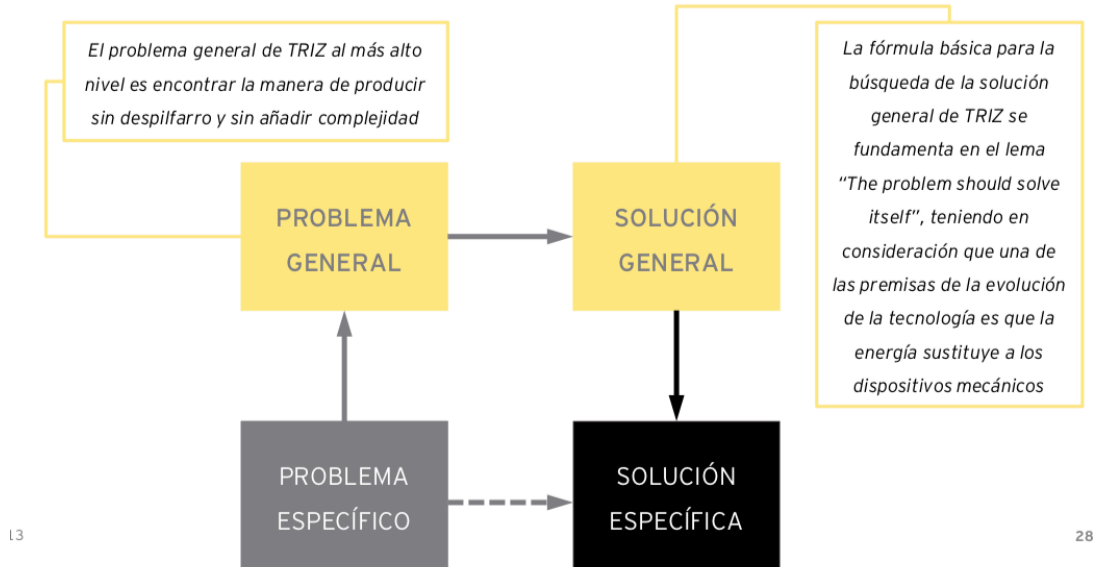 El problema general de TRIZ al más alto
nivel es encontrar la manera de producir
sin despilfarro y sin añadir complejidad
La fórmula básica para la
búsqueda de la solución
general de TRIZ se
fundamenta en el lema
“The problem should solve
itself”, teniendo en
consideración que una de
las premisas de la evolución
de la tecnología es que la
energía sustituye a los
dispositivos mecánicos
PROBLEMA
GENERAL
SOLUCIÓN
GENERAL
PROBLEMA
ESPECÍFICO
SOLUCIÓN
ESPECÍFICA
13
28